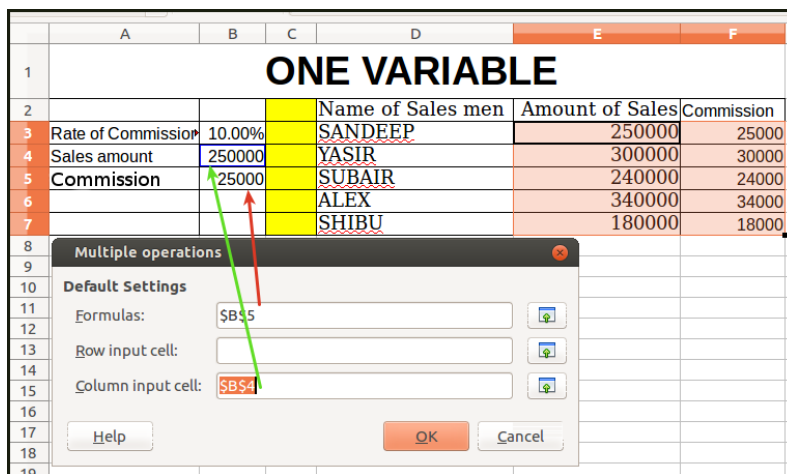 A B C D E F
1 ONE VARIABLE
2 Name of Sales men Amount of Sales Commission
3 Rate of Commission 10.00% SANDEEP 250000 25000
4 Sales amount 250000 YASIR 300000 30000
5 Commission 25000 SUBAIR 240000 24000
6 ALEX 340000 34000
7 SHIBU 180000 18000
8
Multiple operations
9
10 Default Settings
11 Formulas: $B$5
12
13 Row input cell:
14
15 Column input cell: $B$4
16
17 Help OK Cancel
18
19